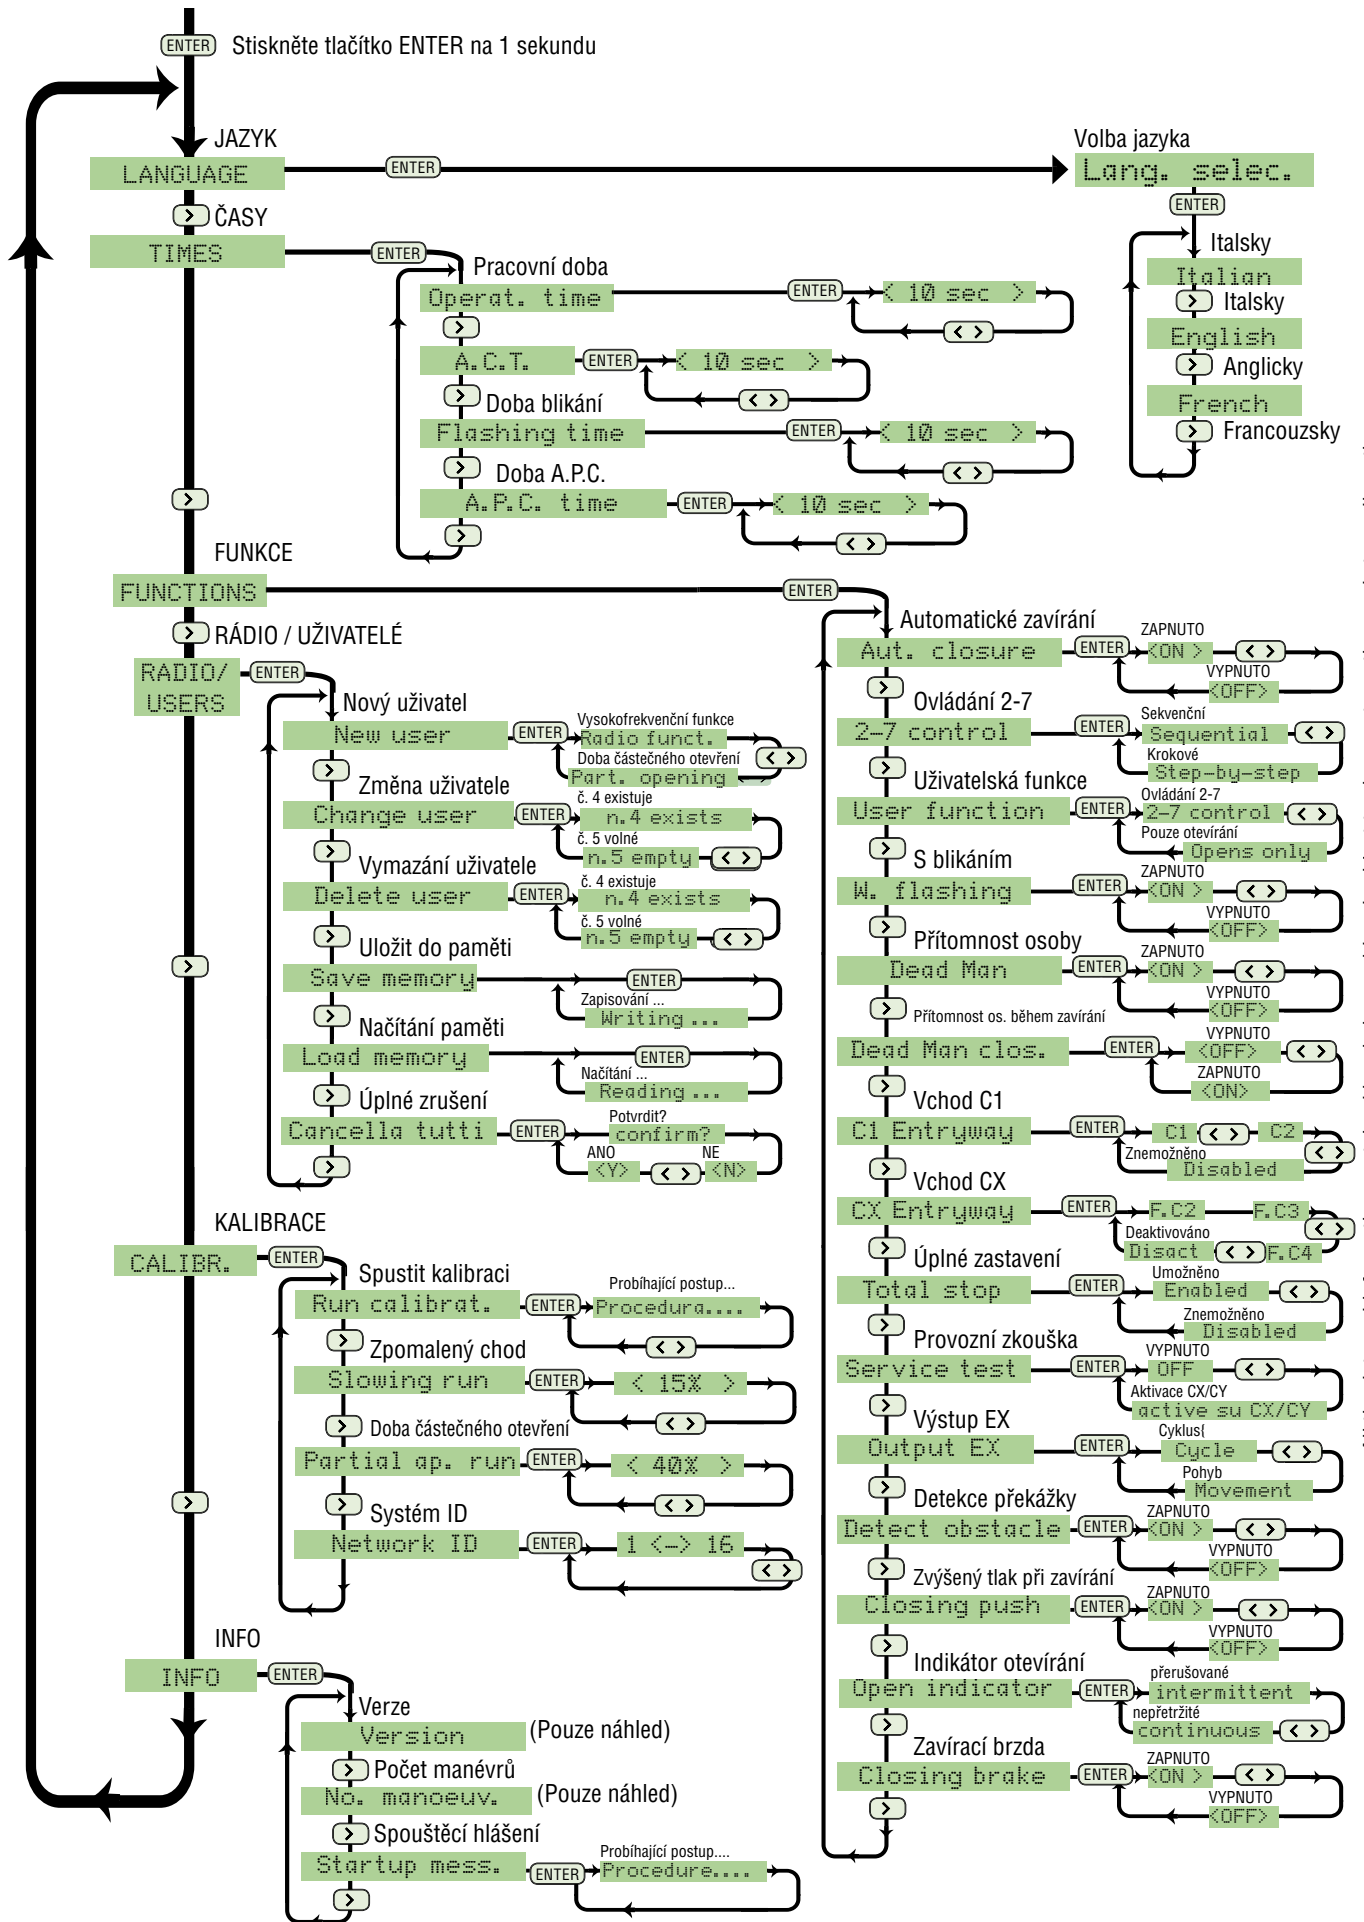 ENTER Stiskněte tlačítko ENTER na 1 sekundu
JAZYK
LANGUAGE
ENTER
Volba jazyka
Lang. selec.
ENTER
Italsky
Italian
> Italsky
English
> Anglicky
French
> Francouzsky
> ČASY
TIMES
ENTER
Pracovní doba
Operat. time
ENTER
< 10 sec >
< >
>
A.C.T.
ENTER
< 10 sec >
< >
> Doba blikání
Flashing time
ENTER
< 10 sec >
< >
> Doba A.P.C.
A.P.C. time
ENTER
< 10 sec >
< >
>
>
FUNKCE
FUNCTIONS
ENTER
Automatické zavírání
Aut. closure
ENTER
ZAPNUTO
<ON >
< >
VYPNUTO
<OFF>
> Ovládání 2-7
2-7 control
ENTER
Sekvenční
Sequential
< >
Krokové
Step-by-step
> Uživatelská funkce
User function
ENTER
Ovládání 2-7
2-7 control
< >
Pouze otevírání
Opens only
> S blikáním
W. flashing
ENTER
ZAPNUTO
<ON >
< >
VYPNUTO
<OFF>
> Přítomnost osoby
Dead Man
ENTER
ZAPNUTO
<ON >
< >
VYPNUTO
<OFF>
> Přítomnost os. během zavírání
Dead Man clos.
ENTER
VYPNUTO
<OFF>
< >
ZAPNUTO
<ON>
> Vchod C1
C1 Entryway
ENTER
C1
< >
C2
< >
Znemožněno
Disabled
> Vchod CX
CX Entryway
ENTER
F.C2
F.C3
< >
Deaktivováno
Disact
< >
F.C4
> Úplné zastavení
Total stop
ENTER
Umožněno
Enabled
< >
Znemožněno
Disabled
> Provozní zkouška
Service test
ENTER
VYPNUTO
OFF
< >
Aktivace CX/CY
active su CX/CY
> Výstup EX
Output EX
ENTER
Cyklus(
Cycle
< >
Pohyb
Movement
> Detekce překážky
Detect obstacle
ENTER
ZAPNUTO
<ON >
< >
VYPNUTO
<OFF>
> Zvýšený tlak při zavírání
Closing push
ENTER
ZAPNUTO
<ON >
< >
VYPNUTO
<OFF>
> Indikátor otevírání
Open indicator
ENTER
přerušované
intermittent
nepřetržité
continuous
< >
> Zavírací brzda
Closing brake
ENTER
ZAPNUTO
<ON >
< >
VYPNUTO
<OFF>
>
> RÁDIO / UŽIVATELÉ
RADIO/
USERS
ENTER
Nový uživatel
New user
ENTER
Vysokofrekvenční funkce
Radio funct.
< >
Doba částečného otevření
Part. opening
> Změna uživatele
Change user
ENTER
č. 4 existuje
n.4 exists
č. 5 volné
n.5 empty
< >
> Vymazání uživatele
Delete user
ENTER
č. 4 existuje
n.4 exists
č. 5 volné
n.5 empty
< >
> Uložit do paměti
Save memory
ENTER
Zapisování ...
Writing ...
> Načítání paměti
Load memory
ENTER
Načítání ...
Reading ...
> Úplné zrušení
Cancella tutti
ENTER
Potvrdit?
confirm?
ANO
<Y>
< >
NE
<N>
>
>
KALIBRACE
CALIBR.
ENTER
Spustit kalibraci
Run calibrat.
ENTER
Probíhající postup...
Procedura....
< >
> Zpomalený chod
Slowing run
ENTER
< 15% >
< >
> Doba částečného otevření
Partial ap. run
ENTER
< 40% >
< >
> Systém ID
Network ID
ENTER
1 <-> 16
< >
>
INFO
INFO
ENTER
Verze
Version
(Pouze náhled)
> Počet manévrů
No. manoeuv.
(Pouze náhled)
> Spouštěcí hlášení
Startup mess.
ENTER
Probíhající postup....
Procedure....
>